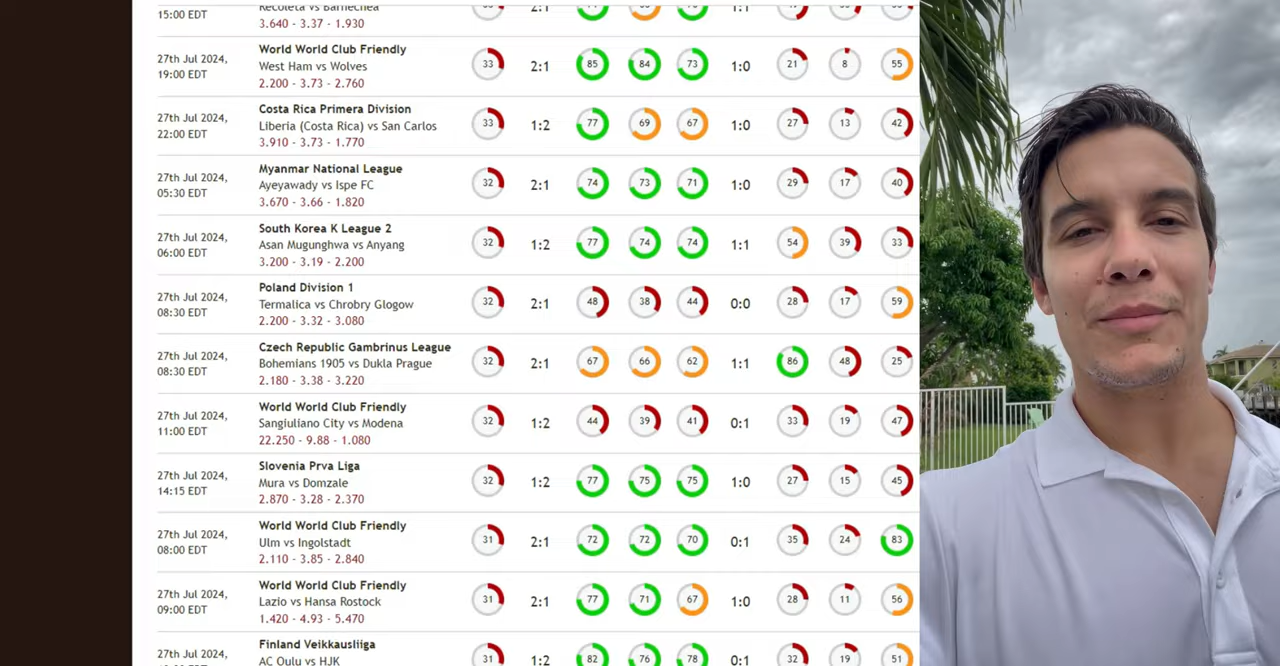 15:00 EDT Recoleta vs Barnechea 2:1 1:1
3.640 - 3.37 - 1.930
27th Jul 2024, World World Club Friendly
19:00 EDT West Ham vs Wolves 33 2:1 85 84 73 1:0 21 8 55
2.200 - 3.73 - 2.760
27th Jul 2024, Costa Rica Primera Division
22:00 EDT Liberia (Costa Rica) vs San Carlos 33 1:2 77 69 67 1:0 27 13 42
3.910 - 3.73 - 1.770
27th Jul 2024, Myanmar National League
05:30 EDT Ayeyawady vs Ispe FC 32 2:1 74 73 71 1:0 29 17 40
3.670 - 3.66 - 1.820
27th Jul 2024, South Korea K League 2
06:00 EDT Asan Mugunghwa vs Anyang 32 1:2 77 74 74 1:1 54 39 33
3.200 - 3.19 - 2.200
27th Jul 2024, Poland Division 1
08:30 EDT Termalica vs Chrobry Glogow 32 2:1 48 38 44 0:0 28 17 59
2.200 - 3.32 - 3.080
27th Jul 2024, Czech Republic Gambrinus League
08:30 EDT Bohemians 1905 vs Dukla Prague 32 2:1 67 66 62 1:1 86 48 25
2.180 - 3.38 - 3.220
27th Jul 2024, World World Club Friendly
11:00 EDT Sangiuliano City vs Modena 32 1:2 44 39 41 0:1 33 19 47
22.250 - 9.88 - 1.080
27th Jul 2024, Slovenia Prva Liga
14:15 EDT Mura vs Domzale 32 1:2 77 75 75 1:0 27 15 45
2.870 - 3.28 - 2.370
27th Jul 2024, World World Club Friendly
08:00 EDT Ulm vs Ingolstadt 31 2:1 72 72 70 0:1 35 24 83
2.110 - 3.85 - 2.840
27th Jul 2024, World World Club Friendly
09:00 EDT Lazio vs Hansa Rostock 31 2:1 77 71 67 1:0 28 11 56
1.420 - 4.93 - 5.470
27th Jul 2024, Finland Veikkausliiga
AC Oulu vs HJK 31 1:2 82 76 78 0:1 32 19 51